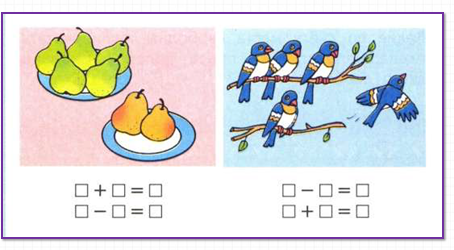 □ + □ = □
□ − □ = □
□ − □ = □
□ + □ = □